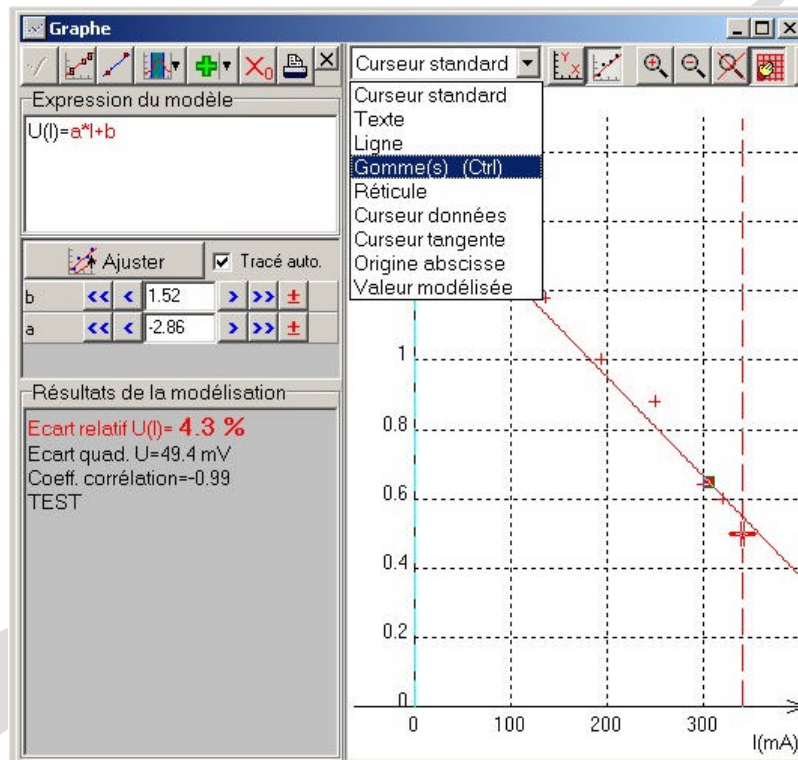 Graphe
Curseur standard
Expression du modèle
U(I)=a*I+b
Curseur standard
Texte
Ligne
Gomme(s) (Ctrl)
Réticule
Curseur données
Curseur tangente
Origine abscisse
Valeur modélisée
Ajuster
Tracé auto.
b << < 1.52 > >> ±
a << < -2.86 > >> ±
Résultats de la modélisation
Ecart relatif U(I)= 4.3 %
Ecart quad. U=49.4 mV
Coeff. corrélation=-0.99
TEST
1
0.8
0.6
0.4
0.2
0
0 100 200 300
I(mA)